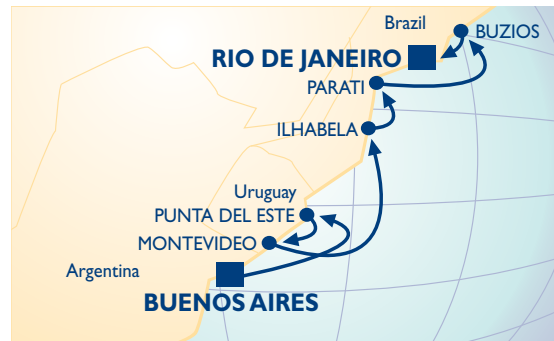 Brazil
BUZIOS
RIO DE JANEIRO
PARATI
ILHABELA
Uruguay
PUNTA DEL ESTE
MONTEVIDEO
Argentina
BUENOS AIRES